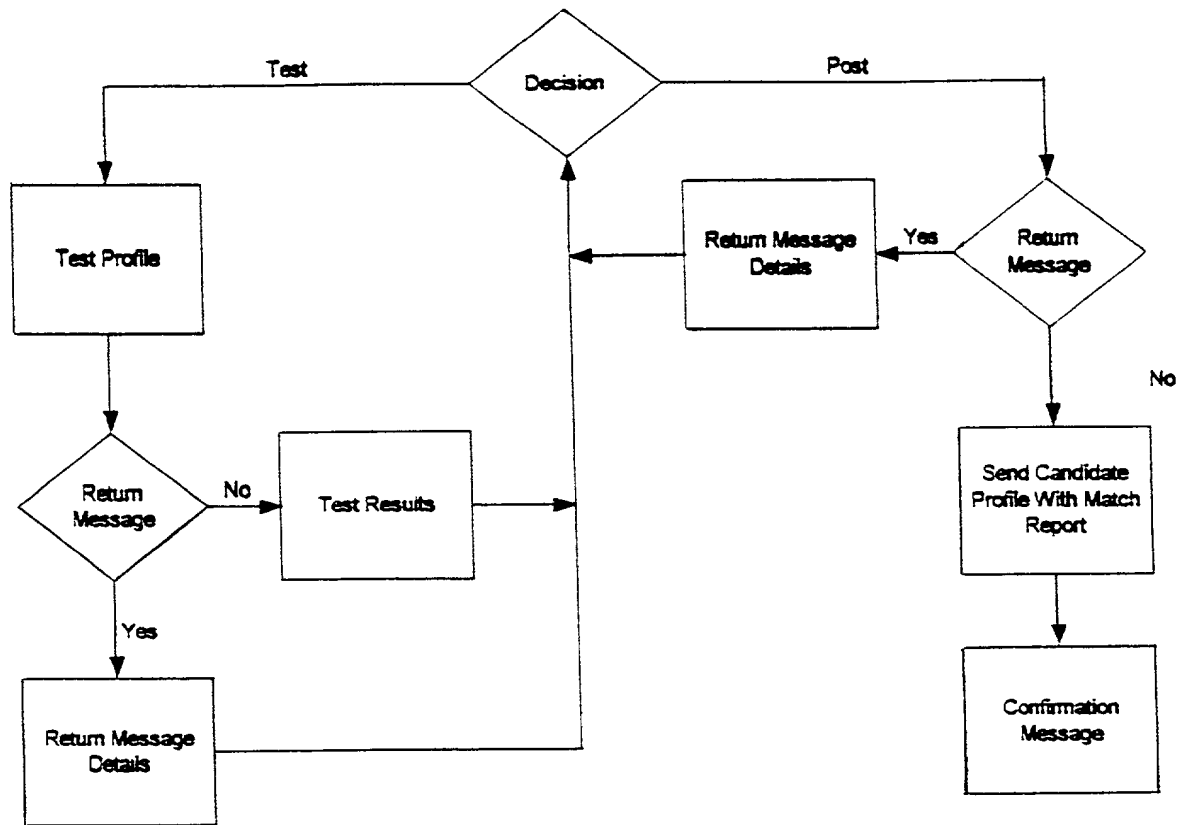 Test
Decision
Post
Test Profile
Return Message
Details
Yes
Return
Message
No
Return
Message
No
Test Results
Send Candidate
Profile With Match
Report
Yes
Return Message
Details
Confirmation
Message